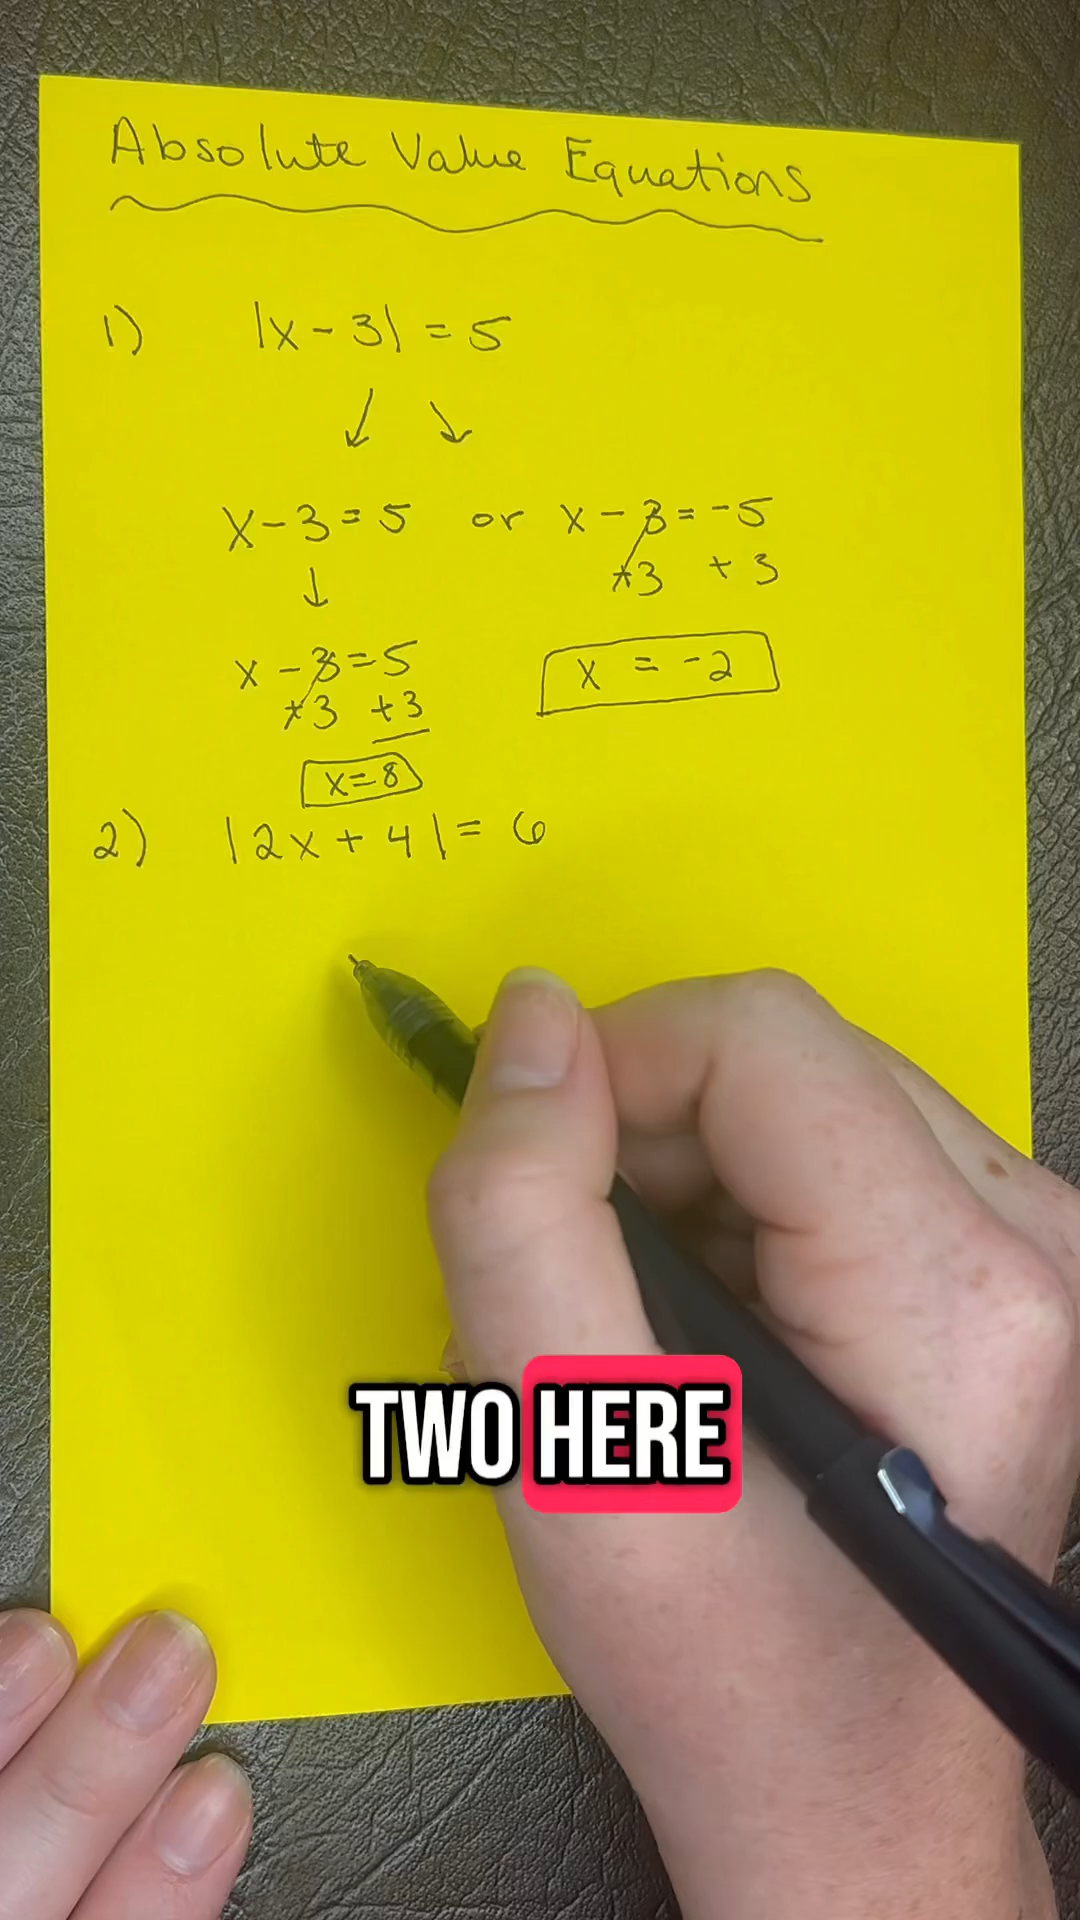 Absolute Value Equations
1) |x - 3| = 5
↙ ↘
x - 3 = 5 or x - 3 = -5
↓ +3 +3
x - 3 = 5 x = -2
+3 +3
x = 8
2) |2x + 4| = 6
TWO HERE